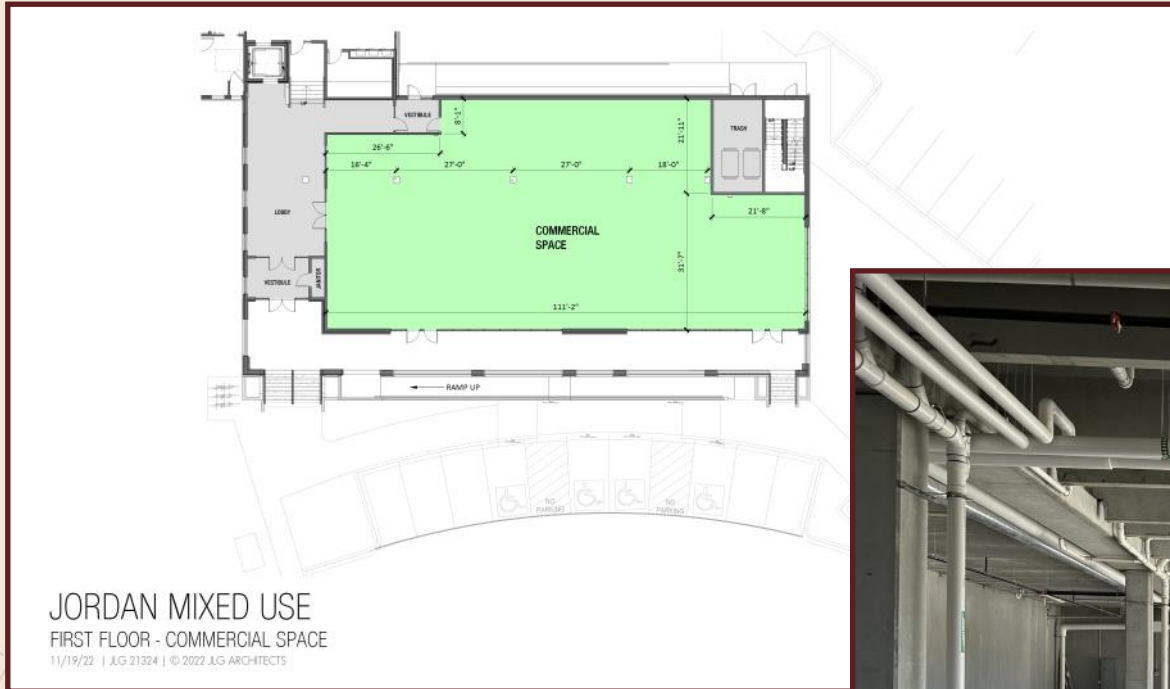 VESTIBULE
8'-1"
21'-11"
TRASH
26'-6"
16'-4"
27'-0"
27'-0"
18'-0"
LOBBY
21'-8"
COMMERCIAL
SPACE
31'-7"
VESTIBULE
JANITOR
111'-2"
RAMP UP
NO
PARKING
NO
PARKING
JORDAN MIXED USE
FIRST FLOOR - COMMERCIAL SPACE
11/19/22 | JLG 21324 | © 2022 JLG ARCHITECTS